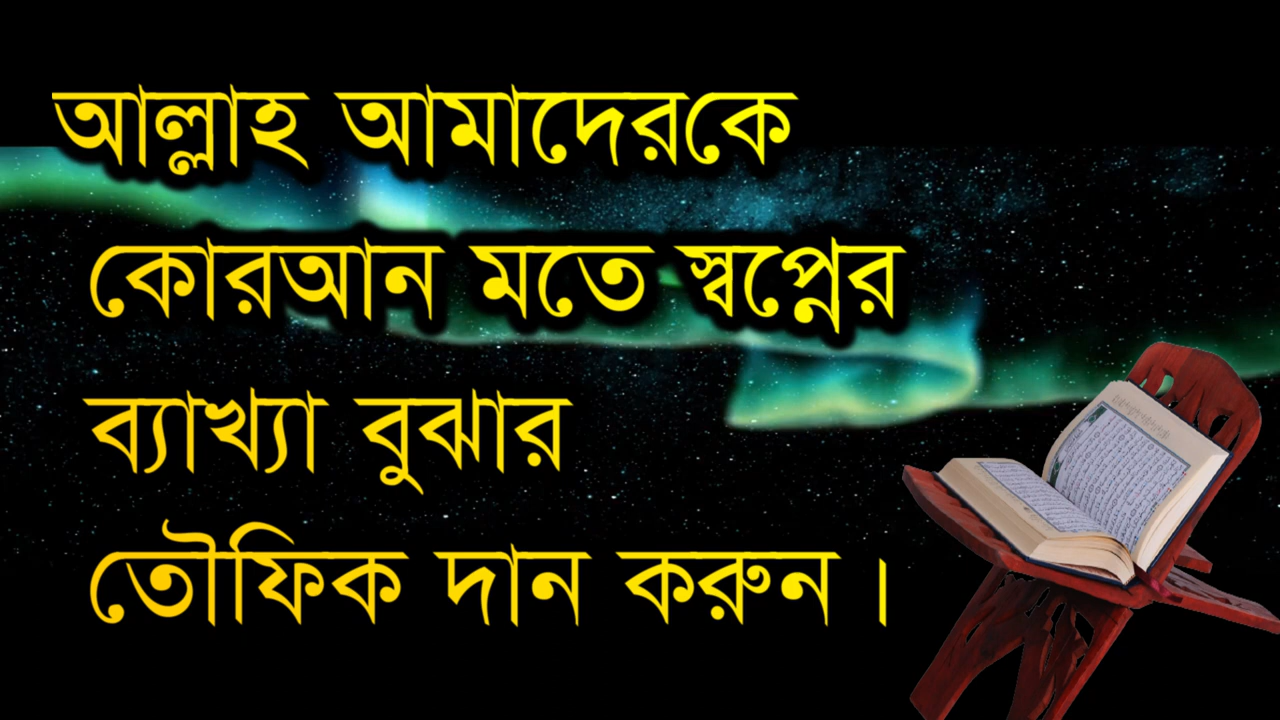 আল্লাহ আমাদেরকে
কোরআন মতে স্বপ্নের
ব্যাখ্যা বুঝার
তৌফিক দান করুন ।